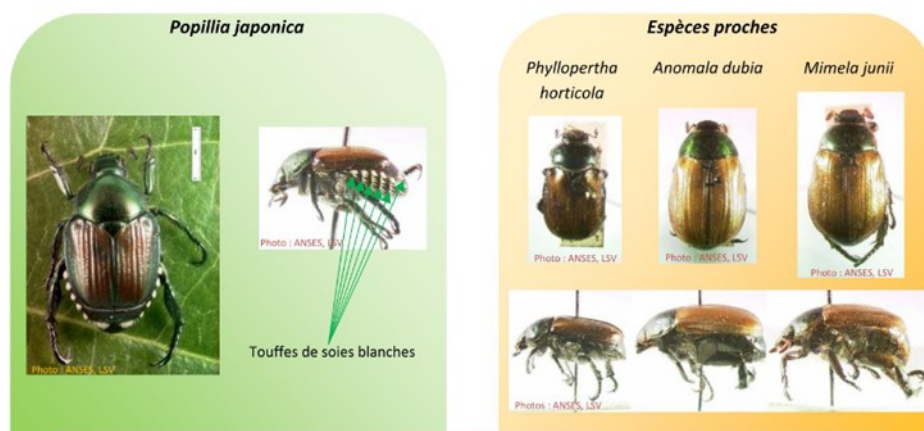 Popillia japonica
Photo : ANSES, LSV
Photo : ANSES, LSV
Touffes de soies blanches
Espèces proches
Phyllopertha
horticola
Anomala dubia
Mimela junii
Photo : ANSES, LSV
Photo : ANSES, LSV
Photo : ANSES, LSV
Photos : ANSES, LSV